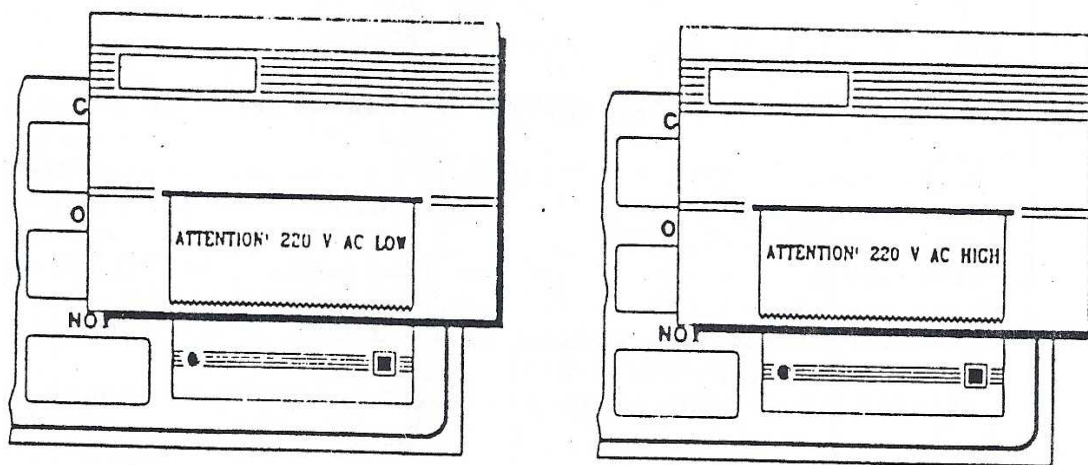 C
O
ATTENTION' 220 V AC LOW
NOT
C
O
ATTENTION' 220 V AC HIGH
NOT